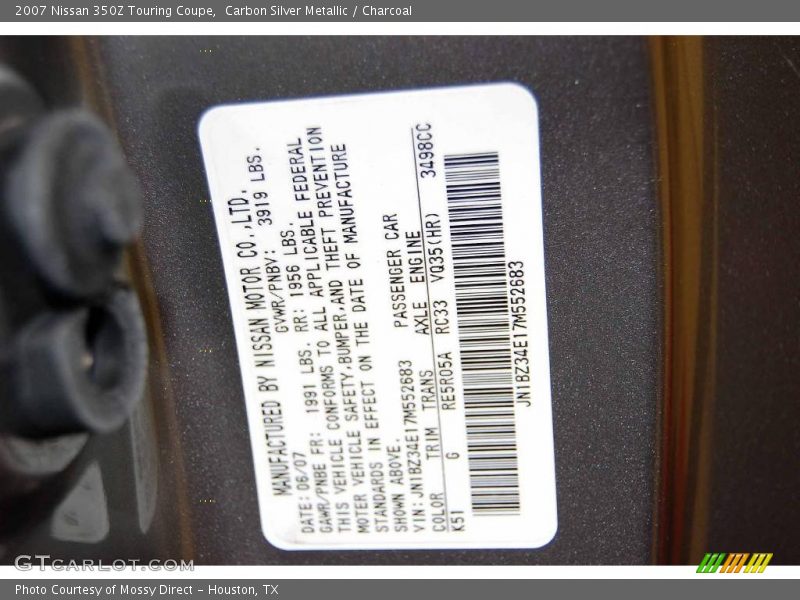 2007 Nissan 350Z Touring Coupe, Carbon Silver Metallic / Charcoal
MANUFACTURED BY NISSAN MOTOR CO.,LTD.
DATE:06/07 GVWR/PNBV: 3919 LBS.
GAWR/PNBE FR: 1991 LBS. RR: 1956 LBS.
THIS VEHICLE CONFORMS TO ALL APPLICABLE FEDERAL
MOTER VEHICLE SAFETY,BUMPER,AND THEFT PREVENTION
STANDARDS IN EFFECT ON THE DATE OF MANUFACTURE
SHOWN ABOVE.
VIN:JN1BZ34E17M552683 PASSENGER CAR
COLOR TRIM TRANS AXLE ENGINE
K51 G RE5R05A RC33 VQ35(HR) 3498CC
JN1BZ34E17M552683
GTCarLot.com
Photo Courtesy of Mossy Direct - Houston, TX